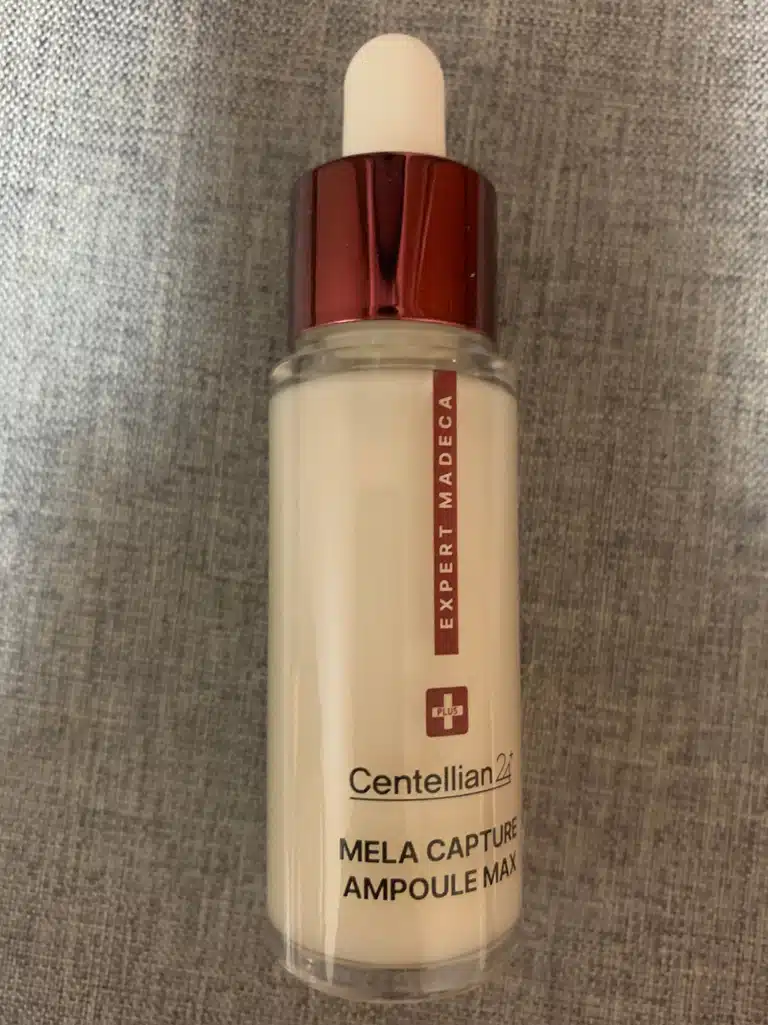 EXPERT MADECA
PLUS
Centellian24+
MELA CAPTURE
AMPOULE MAX